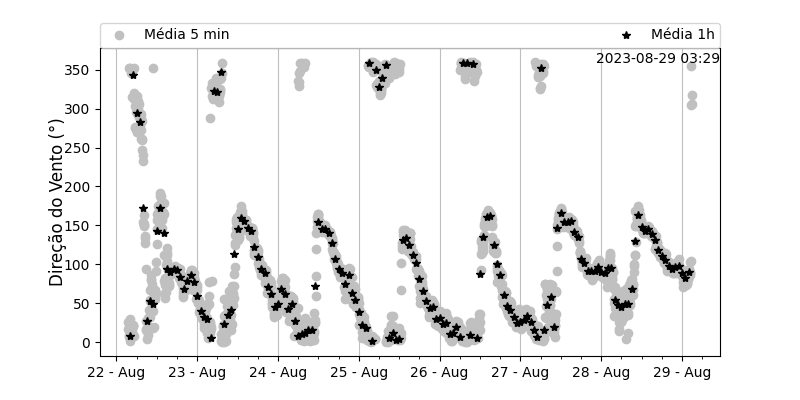 Média 5 min
Média 1h
2023-08-29 03:29
Direção do Vento (°)
350
300
250
200
150
100
50
0
22 - Aug
23 - Aug
24 - Aug
25 - Aug
26 - Aug
27 - Aug
28 - Aug
29 - Aug